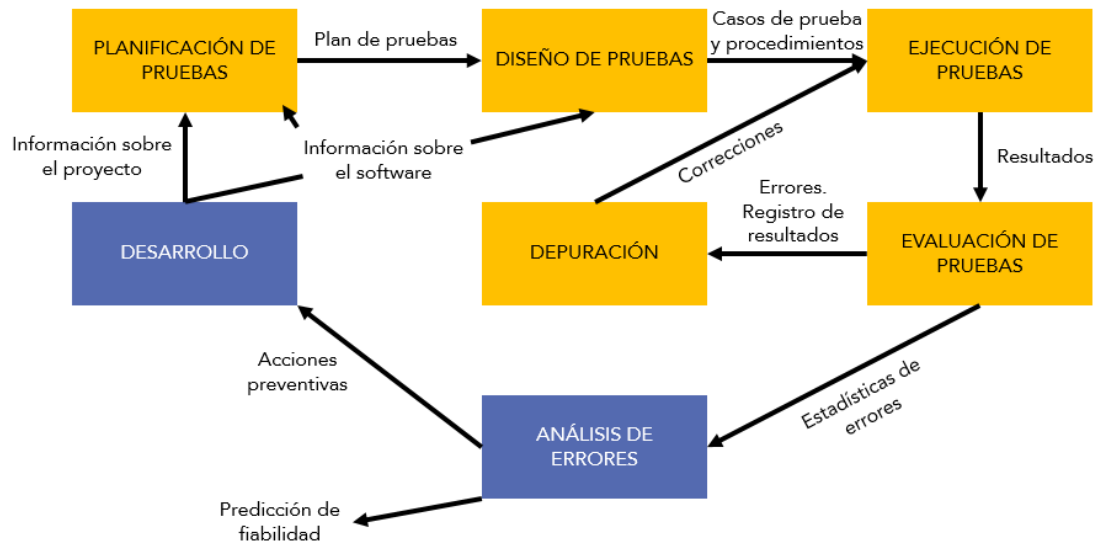 PLANIFICACIÓN DE
PRUEBAS
Plan de pruebas
DISEÑO DE PRUEBAS
Casos de prueba
y procedimientos
EJECUCIÓN DE
PRUEBAS
Información sobre
el proyecto
Información sobre
el software
Correcciones
Resultados
DESARROLLO
DEPURACIÓN
Errores.
Registro de
resultados
EVALUACIÓN DE
PRUEBAS
Acciones
preventivas
Estadísticas de
errores
ANÁLISIS DE
ERRORES
Predicción de
fiabilidad